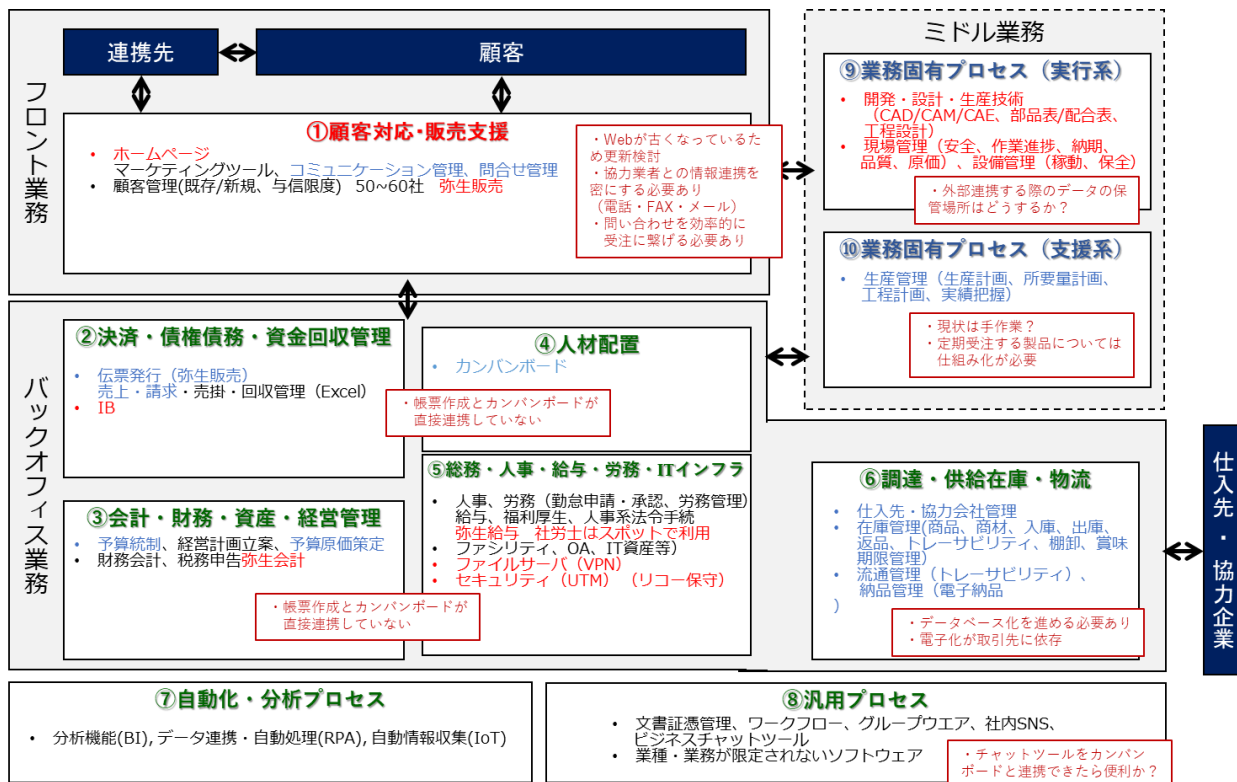 フロント業務
連携先
顧客
①顧客対応・販売支援
• ホームページ
マーケティングツール、コミュニケーション管理、問合せ管理
• 顧客管理(既存/新規、与信限度) 50~60社 弥生販売
・Webが古くなっているた
め更新検討
・協力業者との情報連携を
密にする必要あり
(電話・FAX・メール)
・問い合わせを効率的に
受注に繋げる必要あり
ミドル業務
⑨業務固有プロセス(実行系)
• 開発・設計・生産技術
(CAD/CAM/CAE、部品表/配合表、
工程設計)
• 現場管理(安全、作業進捗、納期、
品質、原価)、設備管理(稼動、保全)
・外部連携する際のデータの保
管場所はどうするか?
⑩業務固有プロセス(支援系)
• 生産管理(生産計画、所要量計画、
工程計画、実績把握)
・現状は手作業?
・定期受注する製品については
仕組み化が必要
バックオフィス業務
②決済・債権債務・資金回収管理
• 伝票発行(弥生販売)
売上・請求・売掛・回収管理(Excel)
• IB
④人材配置
• カンバンボード
・帳票作成とカンバンボードが
直接連携していない
③会計・財務・資産・経営管理
• 予算統制、経営計画立案、予算原価策定
• 財務会計、税務申告弥生会計
・帳票作成とカンバンボードが
直接連携していない
⑤総務・人事・給与・労務・ITインフラ
• 人事、労務(勤怠申請・承認、労務管理)
給与、福利厚生、人事系法令手続
弥生給与 社労士はスポットで利用
• ファシリティ、OA、IT資産等)
• ファイルサーバ(VPN)
• セキュリティ(UTM)(リコー保守)
⑥調達・供給在庫・物流
• 仕入先・協力会社管理
• 在庫管理(商品、商材、入庫、出庫、
返品、トレーサビリティ、棚卸、賞味
期限管理)
• 流通管理(トレーサビリティ)、
納品管理(電子納品
)
・データベース化を進める必要あり
・電子化が取引先に依存
仕入先・協力企業
⑦自動化・分析プロセス
• 分析機能(BI), データ連携・自動処理(RPA), 自動情報収集(IoT)
⑧汎用プロセス
• 文書証憑管理、ワークフロー、グループウエア、社内SNS、
ビジネスチャットツール
• 業種・業務が限定されないソフトウェア
・チャットツールをカンバン
ボードと連携できたら便利か?